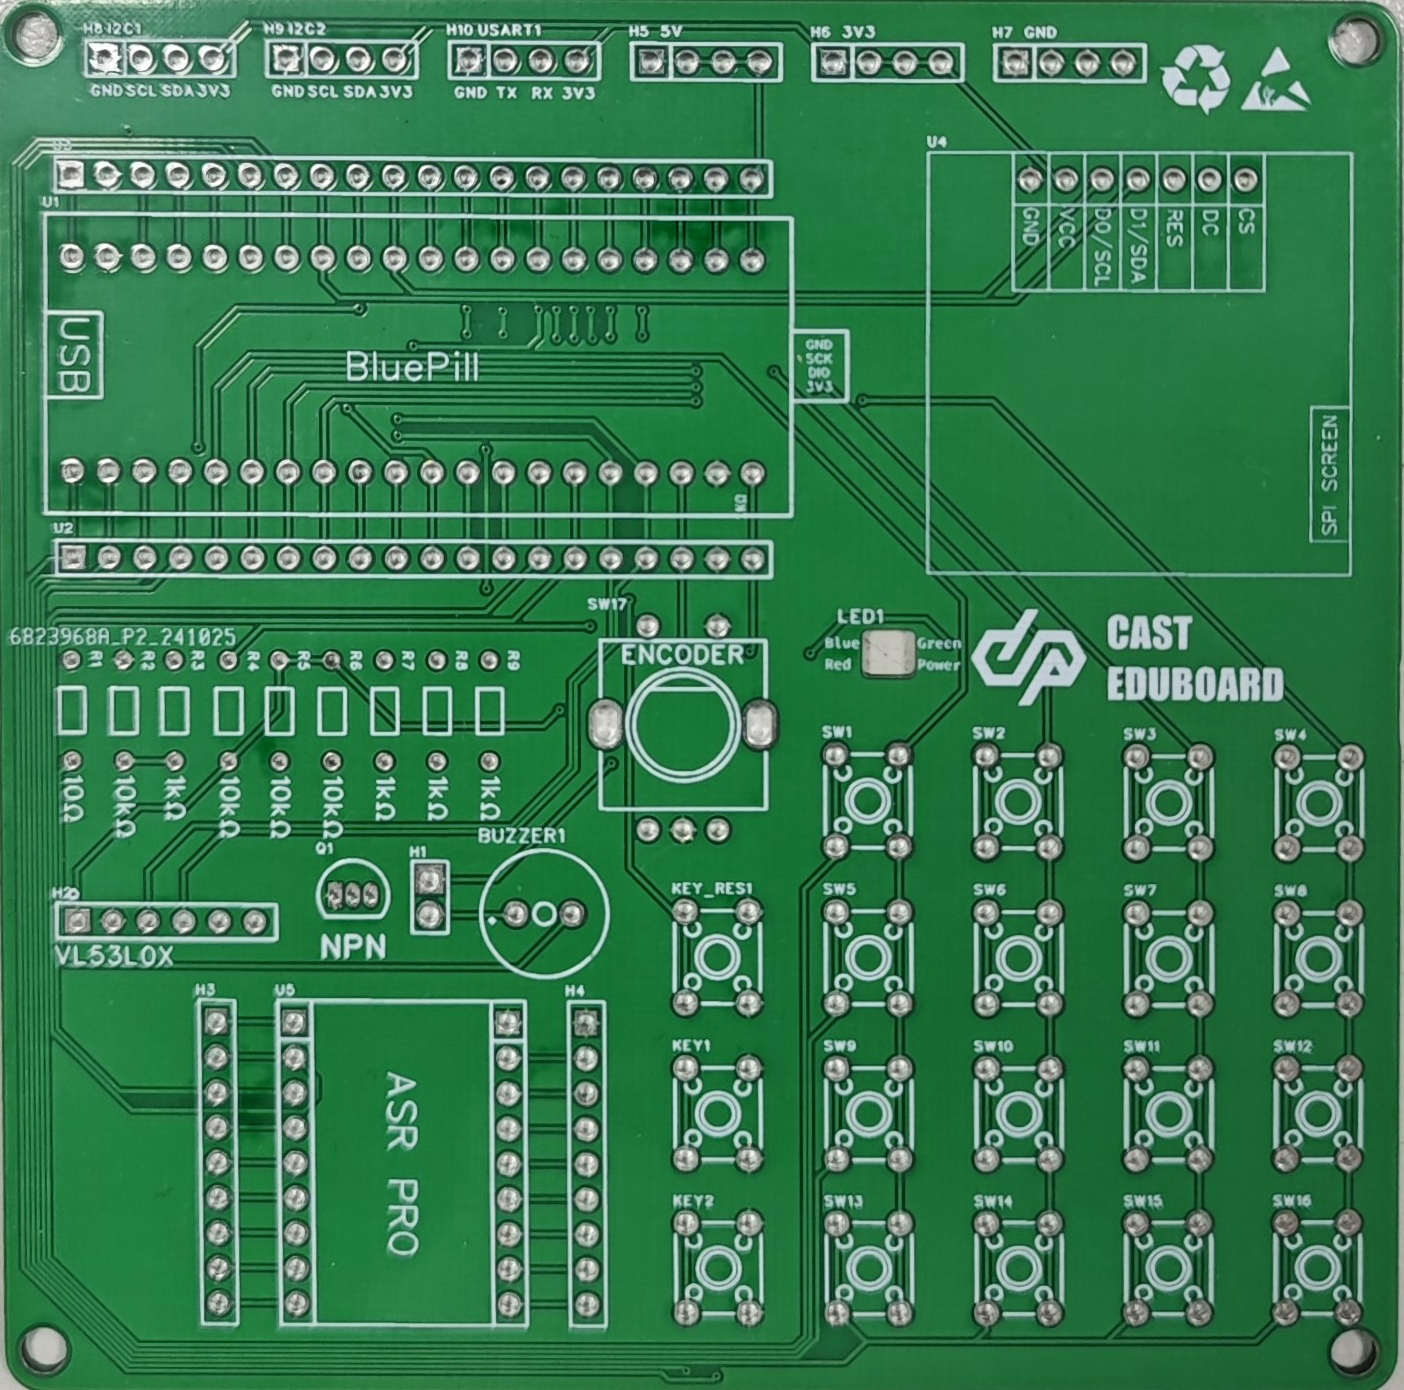 H8 I2C1 H9 I2C2 H10 USART1 H5 5V H6 3V3 H7 GND
GND SCL SDA 3V3 GND SCL SDA 3V3 GND TX RX 3V3
U3
U4
U1
GND VCC D0/SCL D1/SDA RES DC CS
USB
BluePill
GND
SCK
DIO
3V3
SPI SCREEN
U2
6823968A_P2_241025
SW17
ENCODER
LED1
Blue Green
Red Power
CAST
EDUBOARD
R1 R2 R3 R4 R5 R6 R7 R8 R9
10Ω 10kΩ 1kΩ 10kΩ 10kΩ 10kΩ 1kΩ 1kΩ 1kΩ
SW1 SW2 SW3 SW4
Q1 H1 BUZZER1
H2
NPN
VL53L0X
KEY_RES1 SW5 SW6 SW7 SW8
H3 U5 H4
ASR PRO
KEY1 SW9 SW10 SW11 SW12
KEY2 SW13 SW14 SW15 SW16